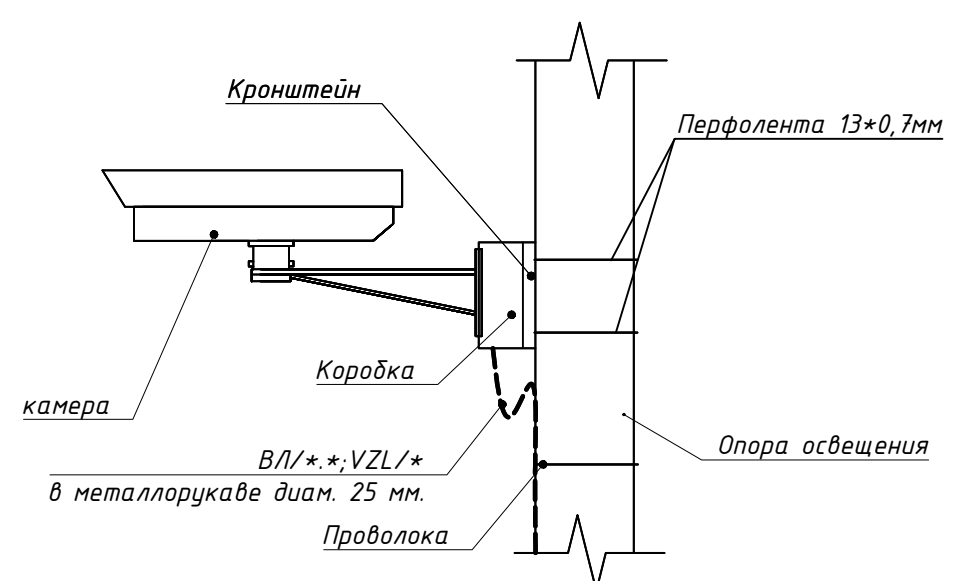 Кронштейн
Перфолента 13*0,7мм
Коробка
камера
Опора освещения
ВЛ/*.*;VZL/*
в металлорукаве диам. 25 мм.
Проволока